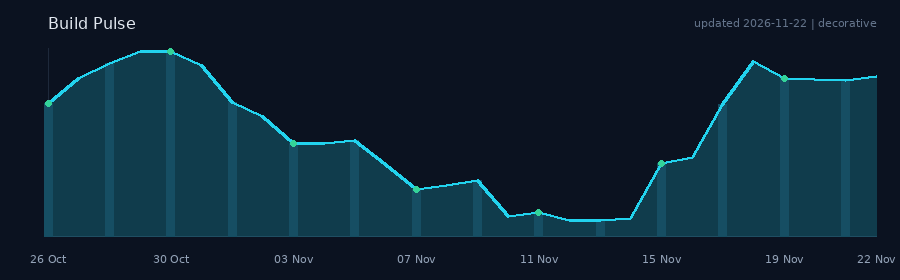 Build Pulse
updated 2026-11-22 | decorative
26 Oct 30 Oct 03 Nov 07 Nov 11 Nov 15 Nov 19 Nov 22 Nov